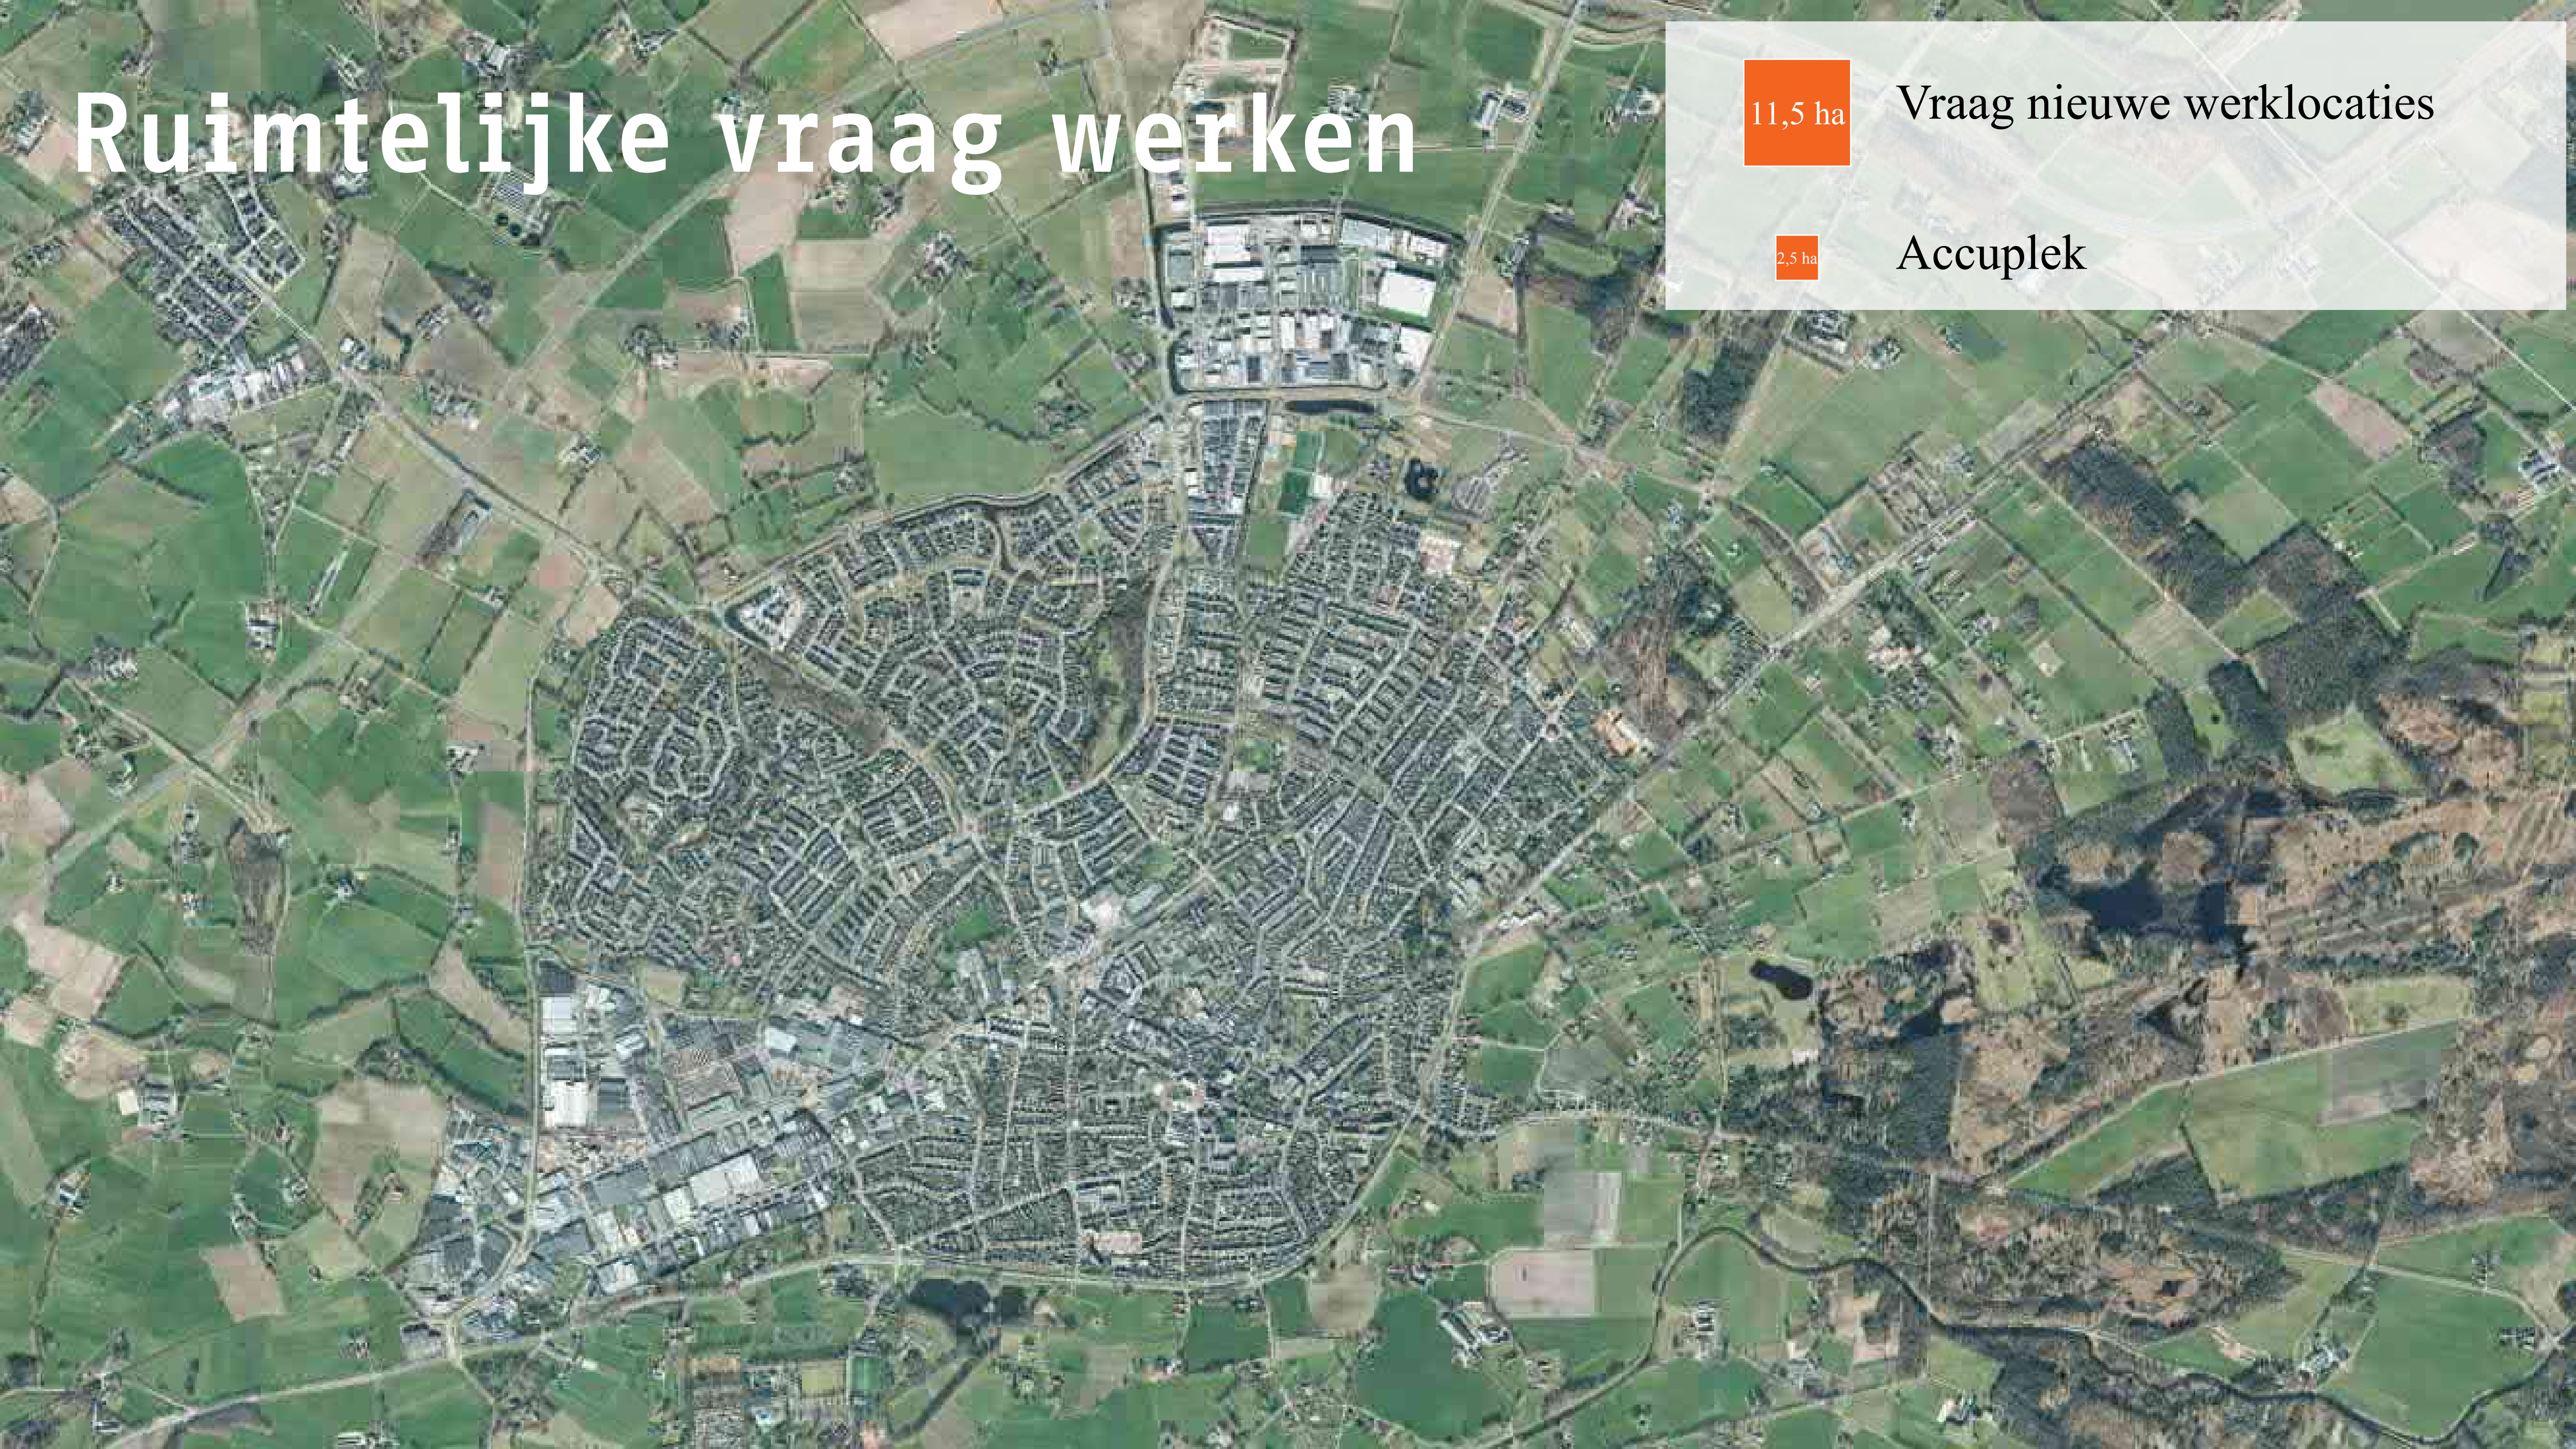 Ruimtelijke vraag werken
11,5 ha Vraag nieuwe werklocaties
2,5 ha Accuplek